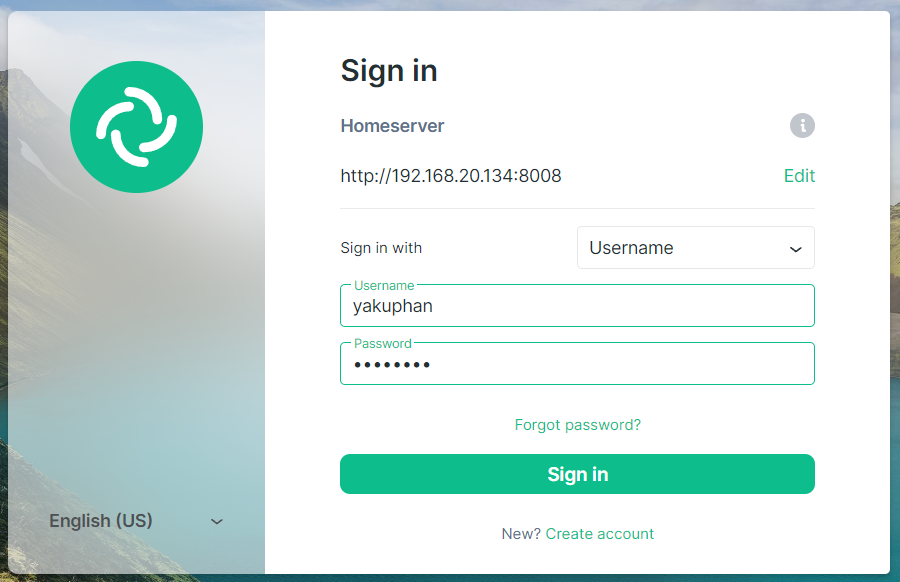 Sign in
Homeserver
http://192.168.20.134:8008
Edit
Sign in with
Username
Username
yakuphan
Password
••••••••
Forgot password?
Sign in
English (US)
New? Create account